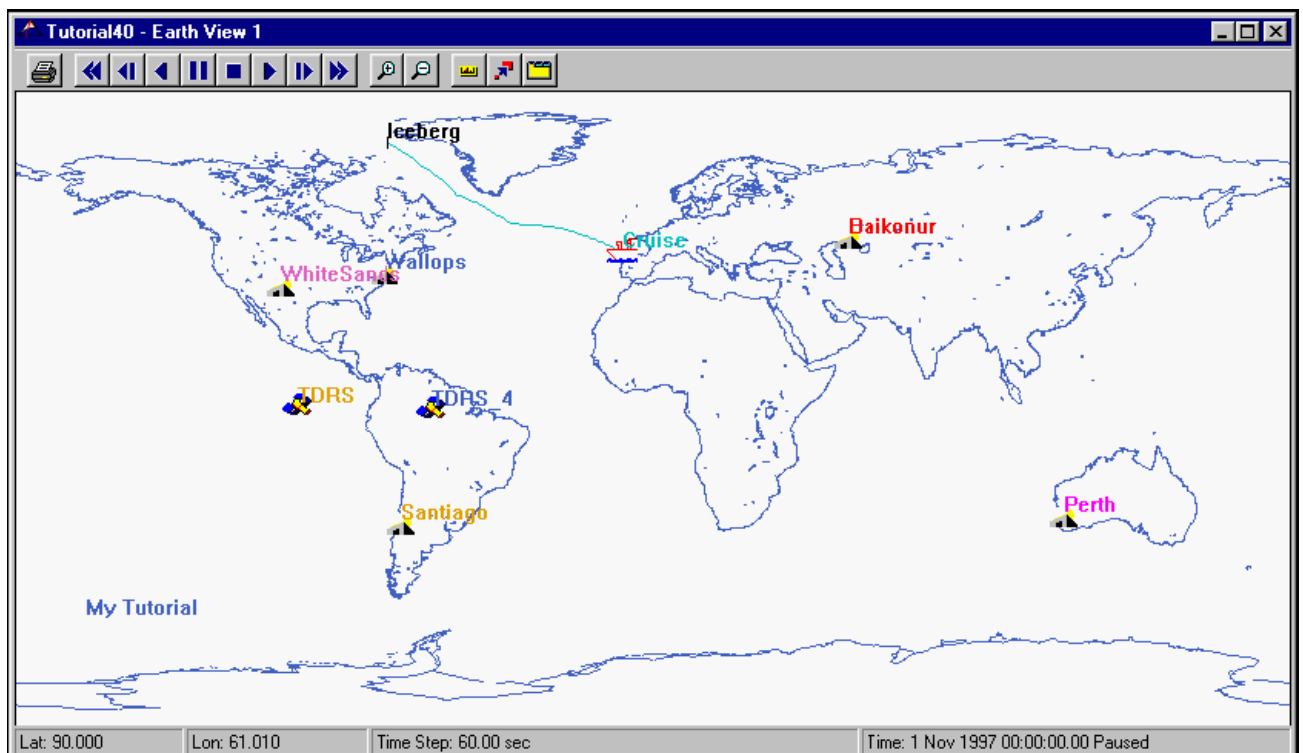 Tutorial40 - Earth View 1
Iceberg
Cruise
Baikonur
Wallops
WhiteSands
TDRS
TDRS_4
Santiago
Perth
My Tutorial
Lat: 90.000
Lon: 61.010
Time Step: 60.00 sec
Time: 1 Nov 1997 00:00:00.00 Paused